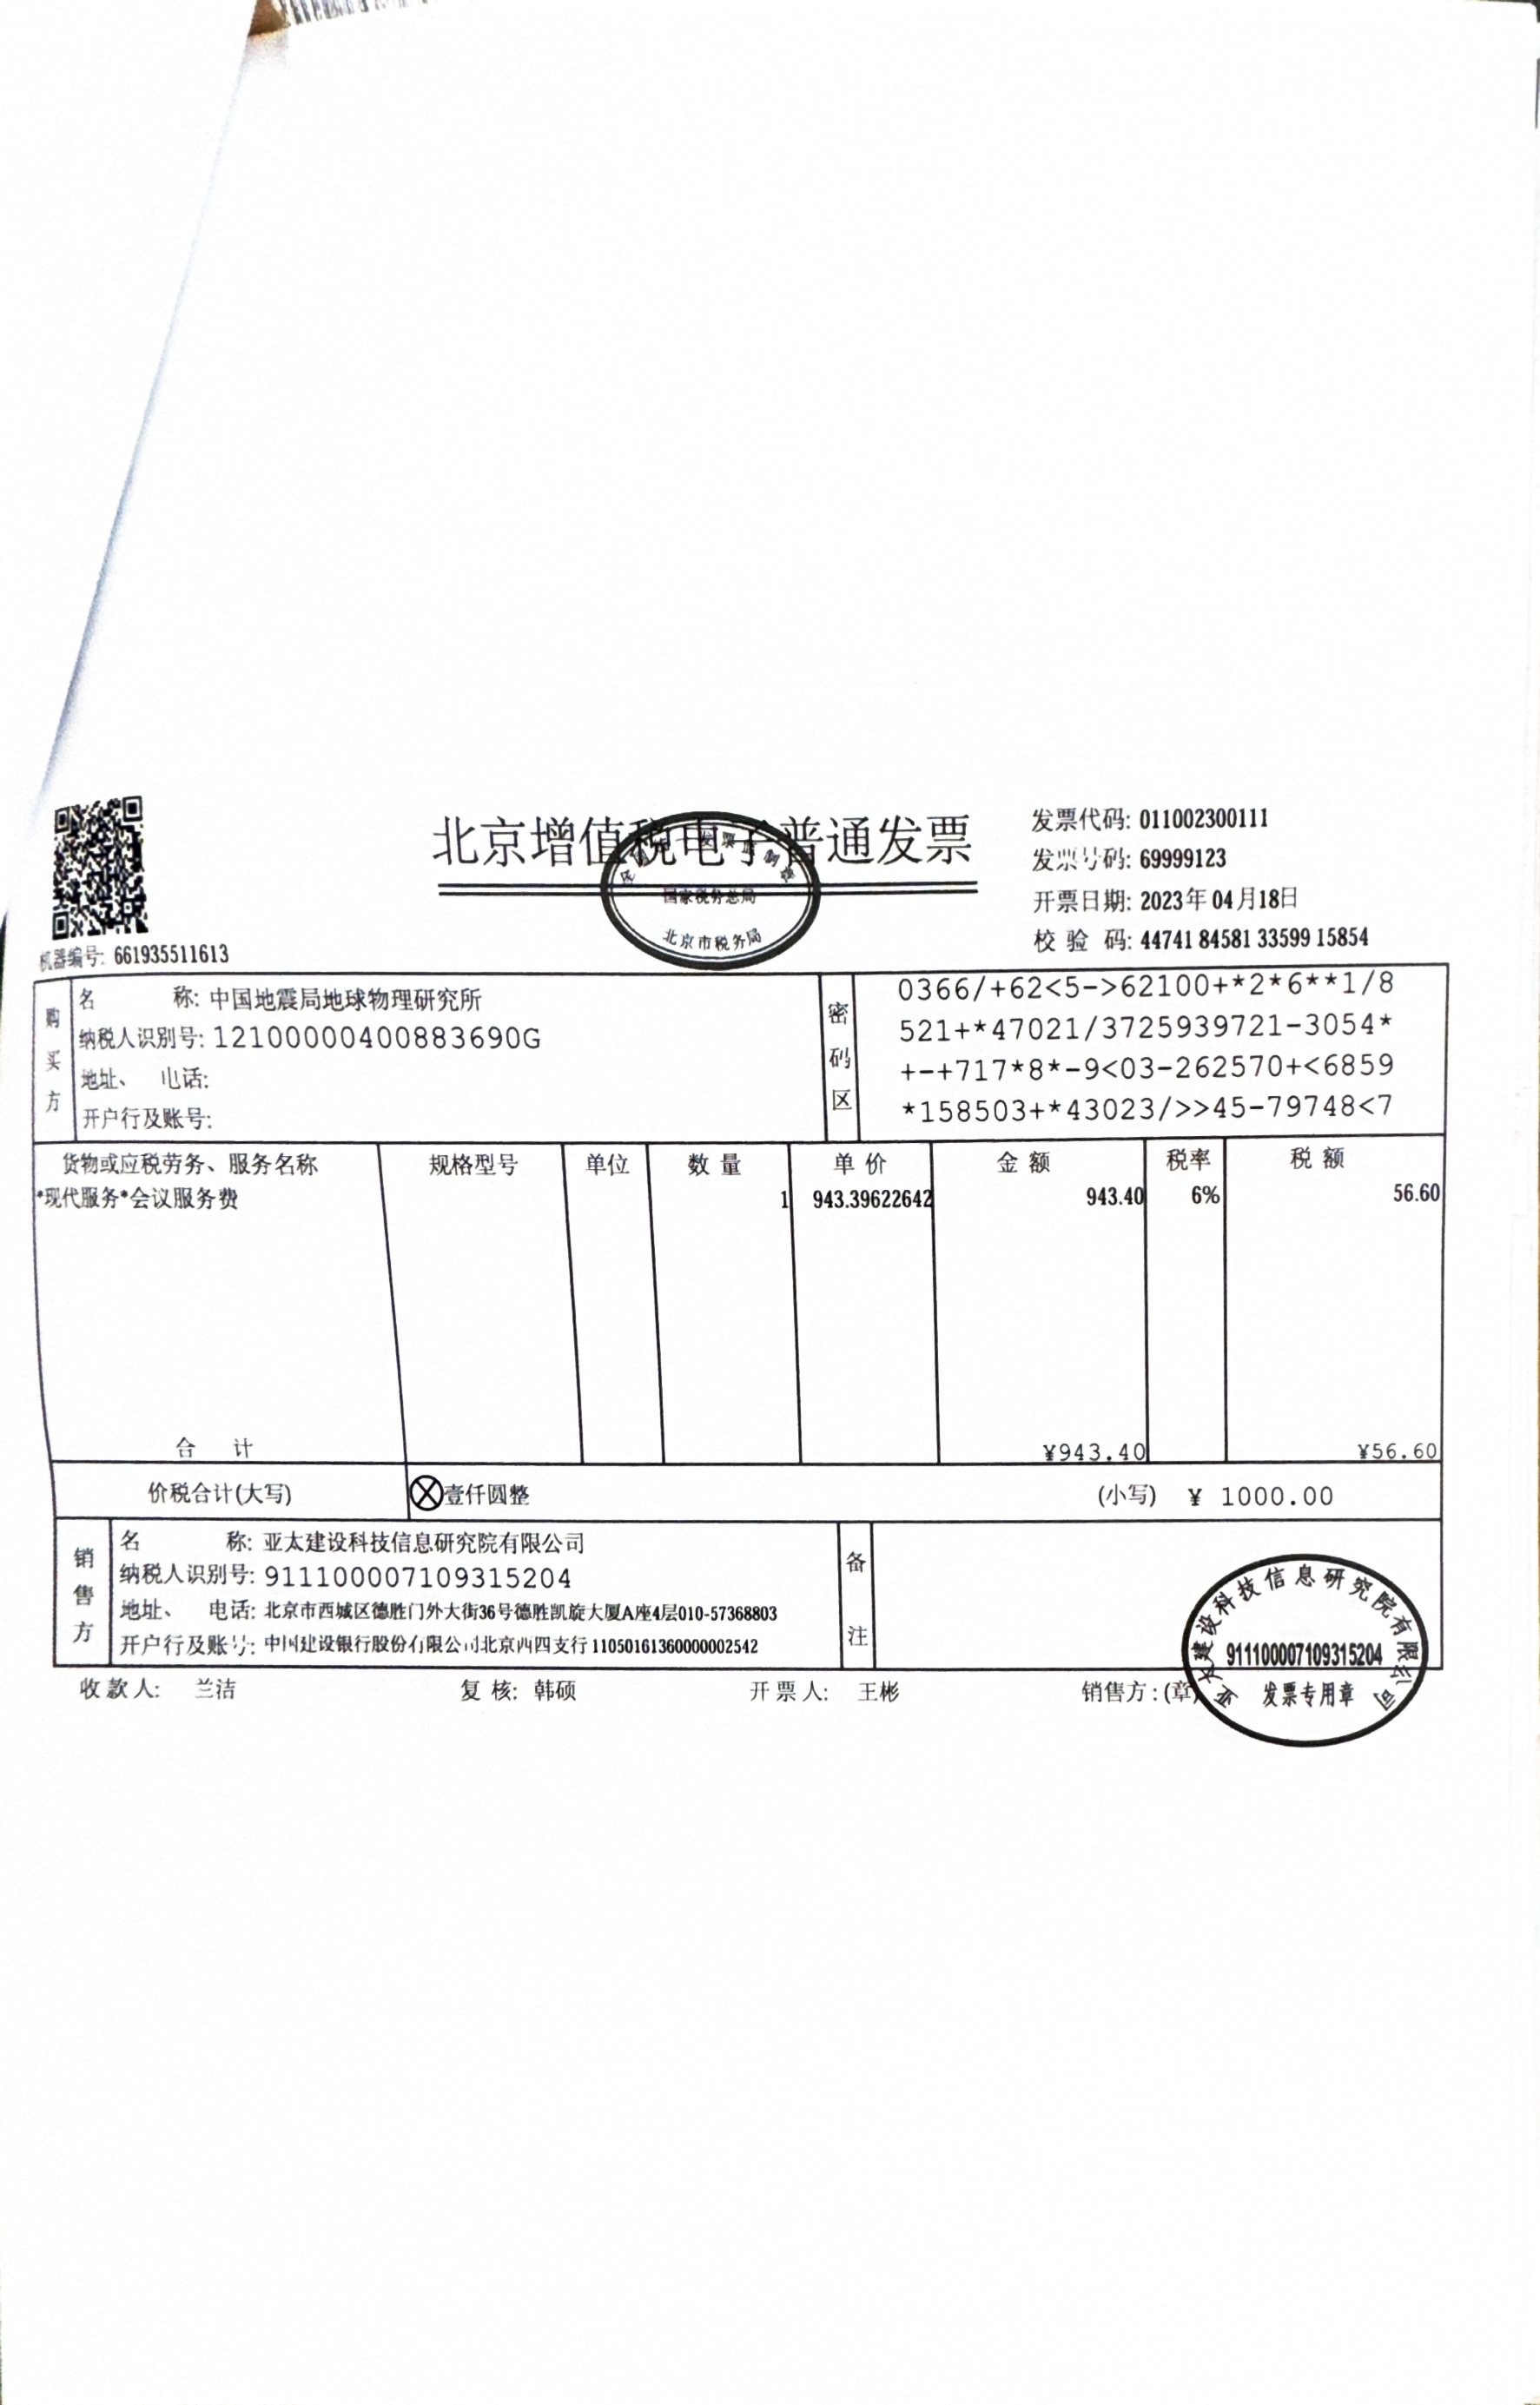 北京增值税电子普通发票
国家税务总局
北京市税务局
发票代码: 011002300111
发票号码: 69999123
开票日期: 2023年04月18日
校 验 码: 44741 84581 33599 15854
机器编号: 661935511613
购买方
名 称: 中国地震局地球物理研究所
纳税人识别号: 12100000400883690G
地址、 电话:
开户行及账号:
密码区
0366/+62<5->62100+*2*6**1/8
521+*47021/3725939721-3054*
+-+717*8*-9<03-262570+<6859
*158503+*43023/>>45-79748<7
货物或应税劳务、服务名称 规格型号 单位 数 量 单 价 金 额 税率 税 额
*现代服务*会议服务费 1 943.39622642 943.40 6% 56.60
合 计 ¥943.40 ¥56.60
价税合计(大写) 壹仟圆整 (小写) ¥ 1000.00
销售方
名 称: 亚太建设科技信息研究院有限公司
纳税人识别号: 911100007109315204
地址、 电话: 北京市西城区德胜门外大街36号德胜凯旋大厦A座4层010-57368803
开户行及账号: 中国建设银行股份有限公司北京西四支行 11050161360000002542
备注
收 款 人: 兰洁 复 核: 韩硕 开 票 人: 王彬 销售方: (章)
亚太建设科技信息研究院有限公司
911100007109315204
发票专用章